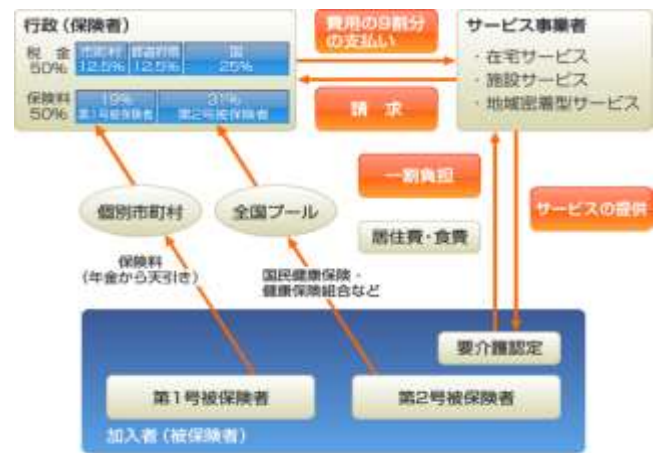 行政(保険者)
税 金
50%
市町村
12.5%
都道府県
12.5%
国
25%
保険料
50%
19%
第1号被保険者
31%
第2号被保険者
費用の9割分
の支払い
請 求
サービス事業者
・在宅サービス
・施設サービス
・地域密着型サービス
一割負担
サービスの提供
個別市町村
全国プール
居住費・食費
保険料
(年金から天引き)
国民健康保険・
健康保険組合など
要介護認定
第1号被保険者
第2号被保険者
加入者(被保険者)